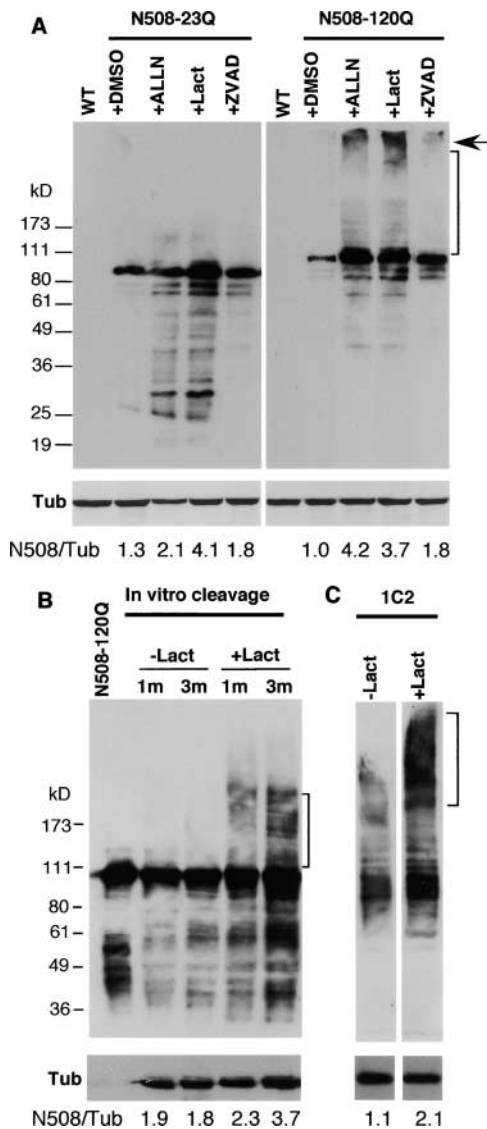 A
N508-23Q N508-120Q
WT +DMSO +ALLN +Lact +ZVAD WT +DMSO +ALLN +Lact +ZVAD
kD
173
111
80
61
49
36
25
19
Tub
N508/Tub 1.3 2.1 4.1 1.8 1.0 4.2 3.7 1.8
B In vitro cleavage
N508-120Q
-Lact +Lact
1m 3m 1m 3m
kD
173
111
80
61
49
36
Tub
N508/Tub 1.9 1.8 2.3 3.7
C 1C2
-Lact +Lact
1.1 2.1